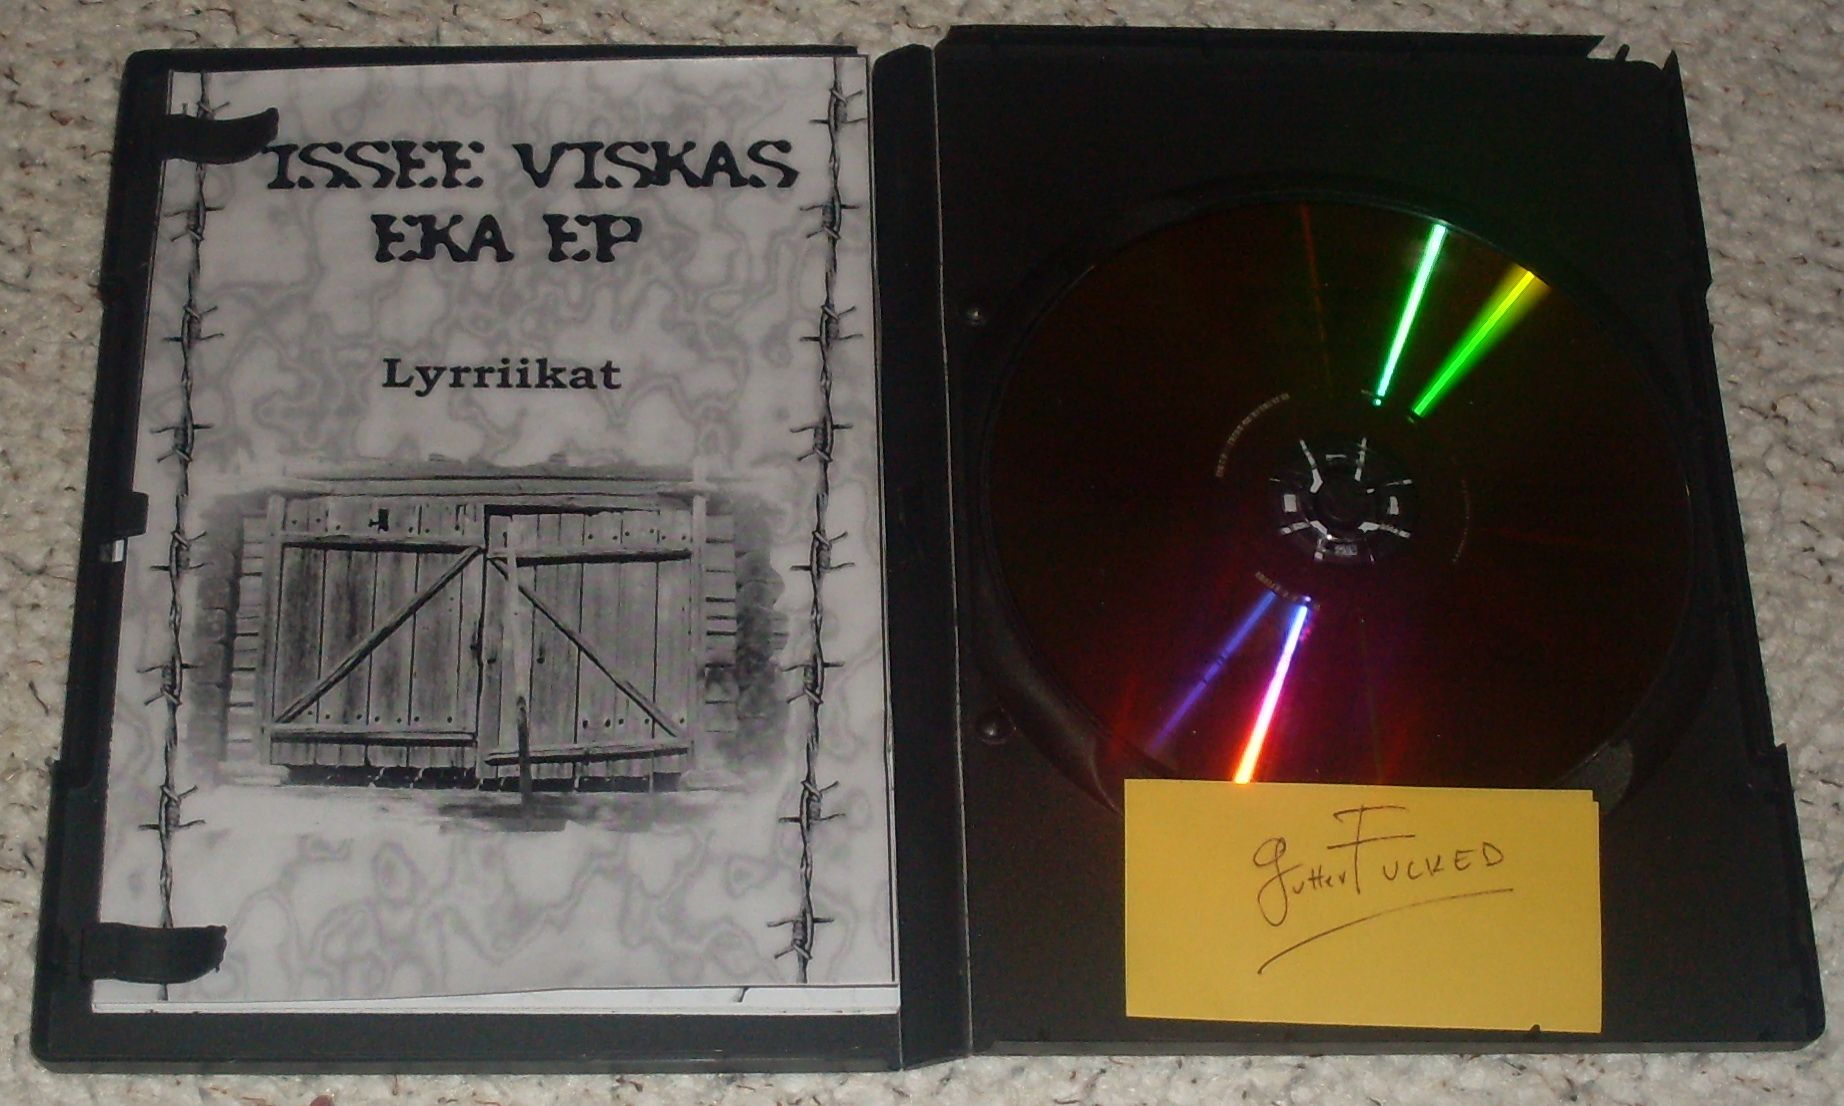 ISSEE VISKAS
EKA EP
Lyrriikat
gutterFUCKED